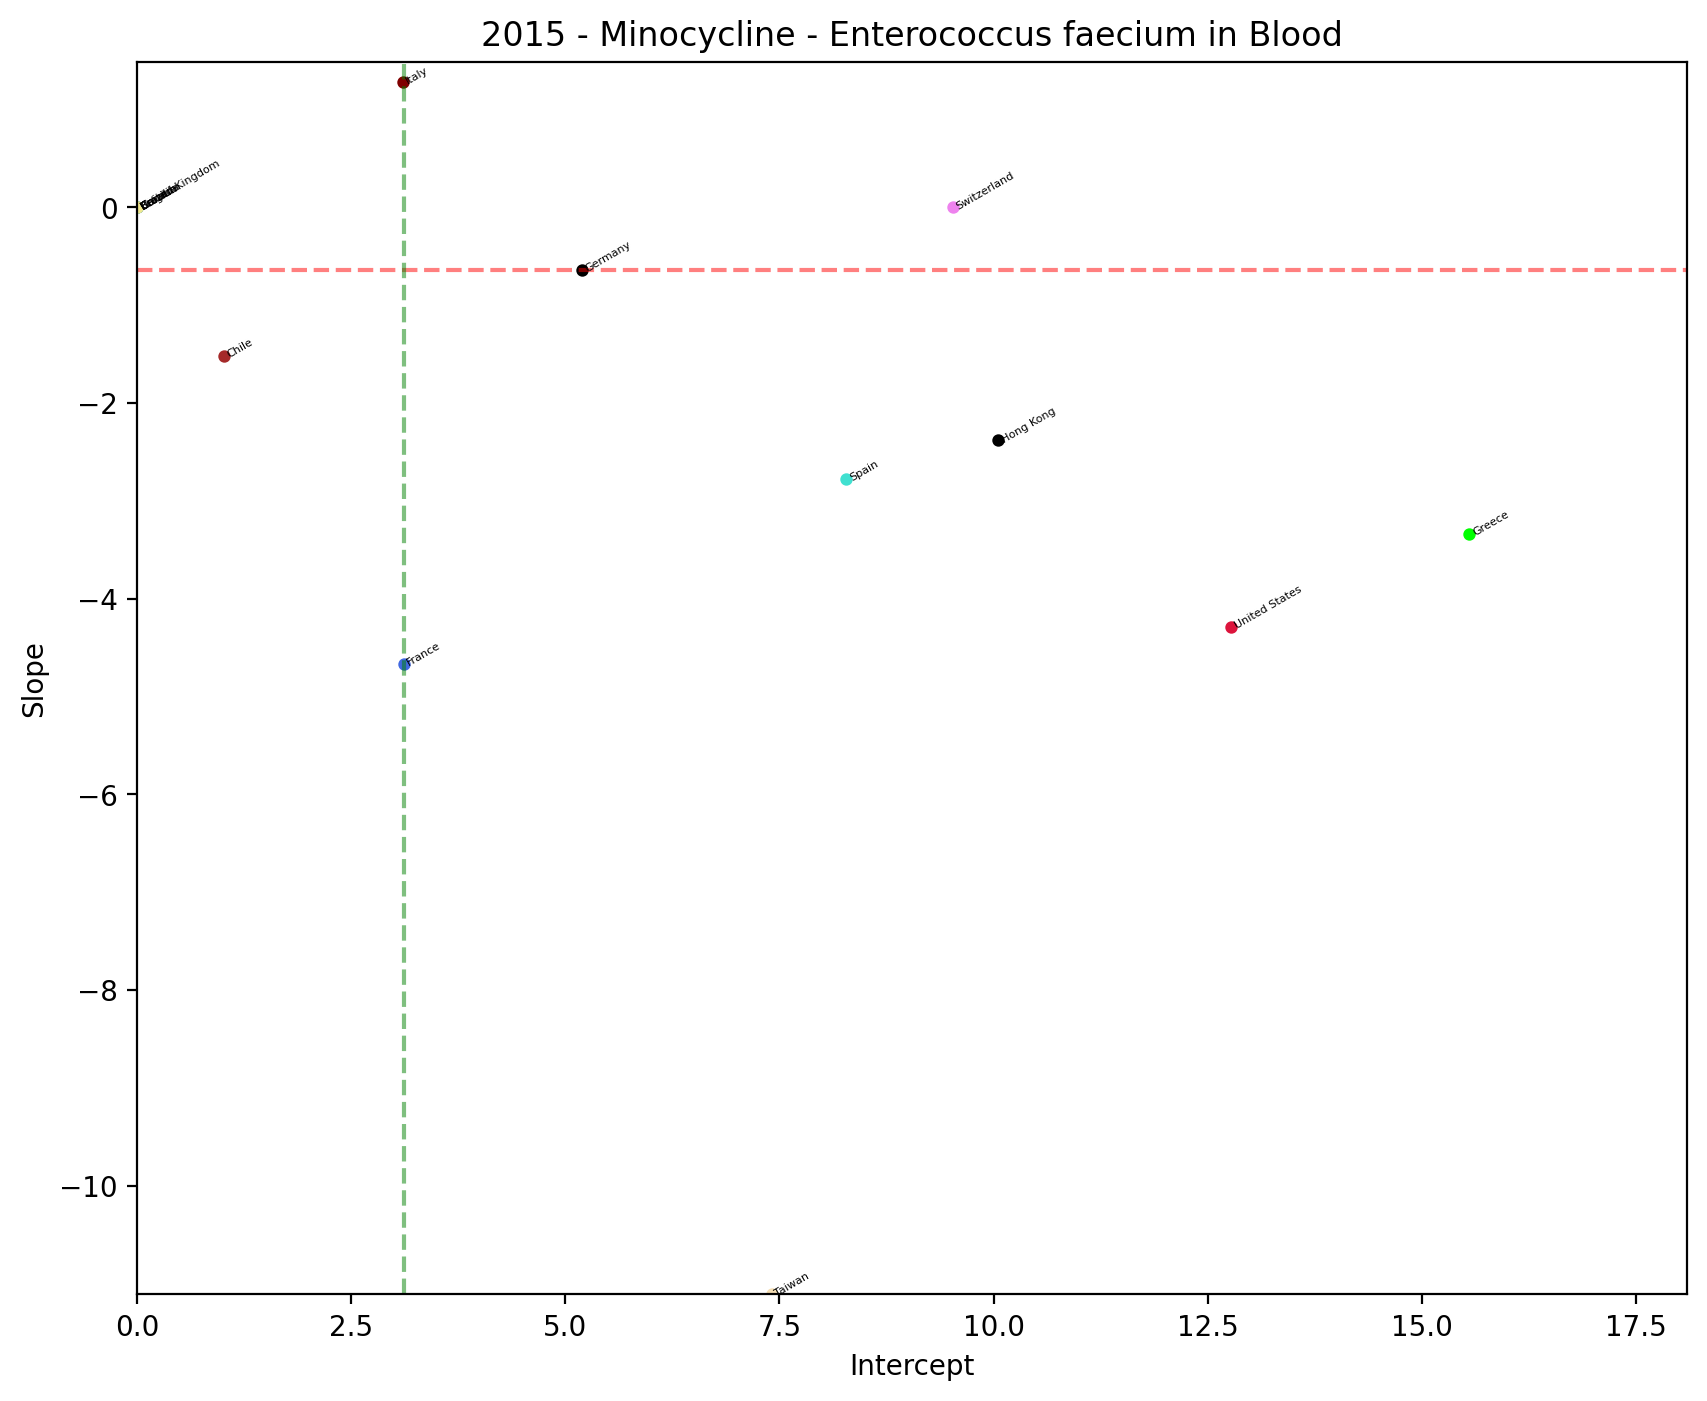 2015 - Minocycline - Enterococcus faecium in Blood
Italy
Kingdom
Switzerland
0
Germany
Chile
−2
Hong Kong
Spain
Greece
−4
United States
France
Slope
−6
−8
−10
Taiwan
0.0 2.5 5.0 7.5 10.0 12.5 15.0 17.5
Intercept